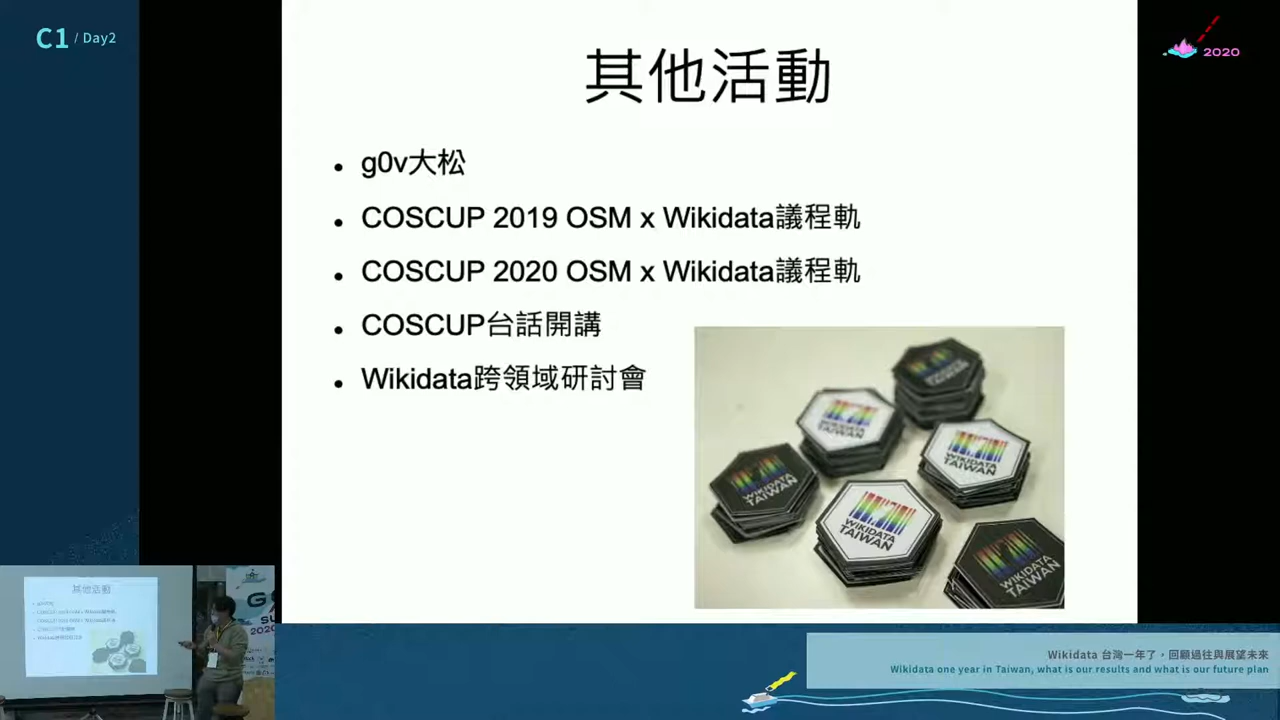 C1 / Day2
2020
其他活動
• g0v大松
• COSCUP 2019 OSM x Wikidata議程軌
• COSCUP 2020 OSM x Wikidata議程軌
• COSCUP台話開講
• Wikidata跨領域研討會
WIKIDATA
TAIWAN
WIKIDATA
TAIWAN
WIKIDATA
TAIWAN
WIKIDATA
TAIWAN
WIKIDATA
TAIWAN
其他活動
2020
Wikidata 台灣一年了，回顧過往與展望未來
Wikidata one year in Taiwan, what is our results and what is our future plan